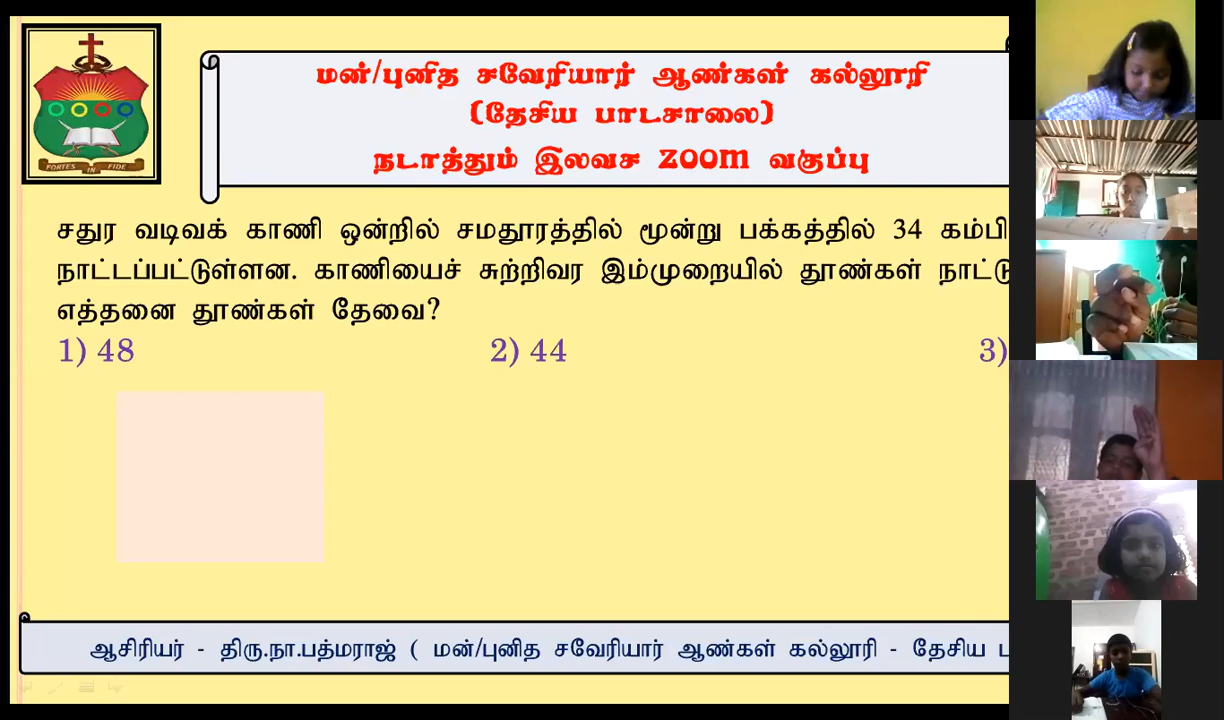 மன்/புனித சவேரியார் ஆண்கள் கல்லூரி
(தேசிய பாடசாலை)
நடாத்தும் இலவச ZOOM வகுப்பு
FORTES IN FIDE
சதுர வடிவக் காணி ஒன்றில் சமதூரத்தில் மூன்று பக்கத்தில் 34 கம்பி
நாட்டப்பட்டுள்ளன. காணியைச் சுற்றிவர இம்முறையில் தூண்கள் நாட்டு
எத்தனை தூண்கள் தேவை?
1) 48 2) 44 3)
ஆசிரியர் - திரு.நா.பத்மராஜ் ( மன்/புனித சவேரியார் ஆண்கள் கல்லூரி - தேசிய ப